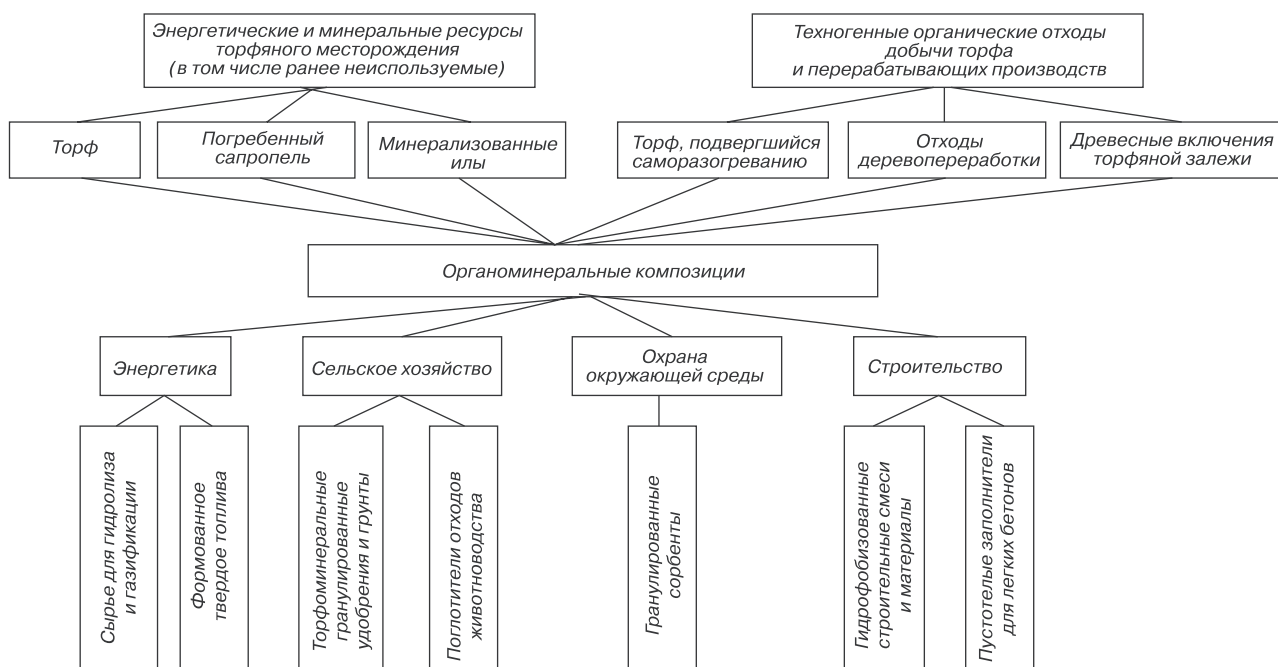 Энергетические и минеральные ресурсы
торфяного месторождения
(в том числе ранее неиспользуемые)
Техногенные органические отходы
добычи торфа
и перерабатывающих производств
Торф
Погребенный
сапропель
Минерализованные
илы
Торф, подвергшийся
саморазогреванию
Отходы
деревопереработки
Древесные включения
торфяной залежи
Органоминеральные композиции
Энергетика
Сельское хозяйство
Охрана
окружающей среды
Строительство
Сырье для гидролиза
и газификации
Формованное
твердое топливо
Торфоминеральные
гранулированные
удобрения и грунты
Поглотители отходов
животноводства
Гранулированные
сорбенты
Гидрофобизованные
строительные смеси
и материалы
Пустотелые заполнители
для легких бетонов